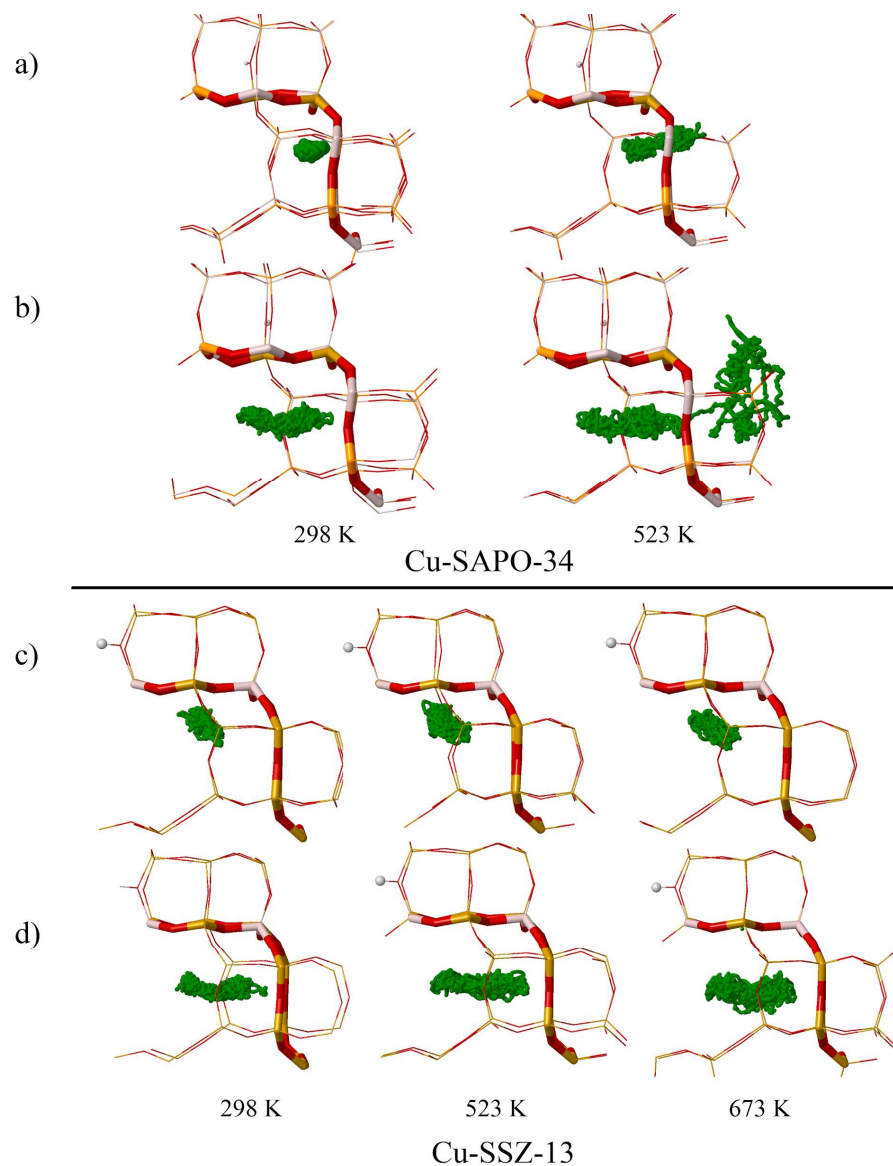 a)
b)
298 K 523 K
Cu-SAPO-34
c)
d)
298 K 523 K 673 K
Cu-SSZ-13